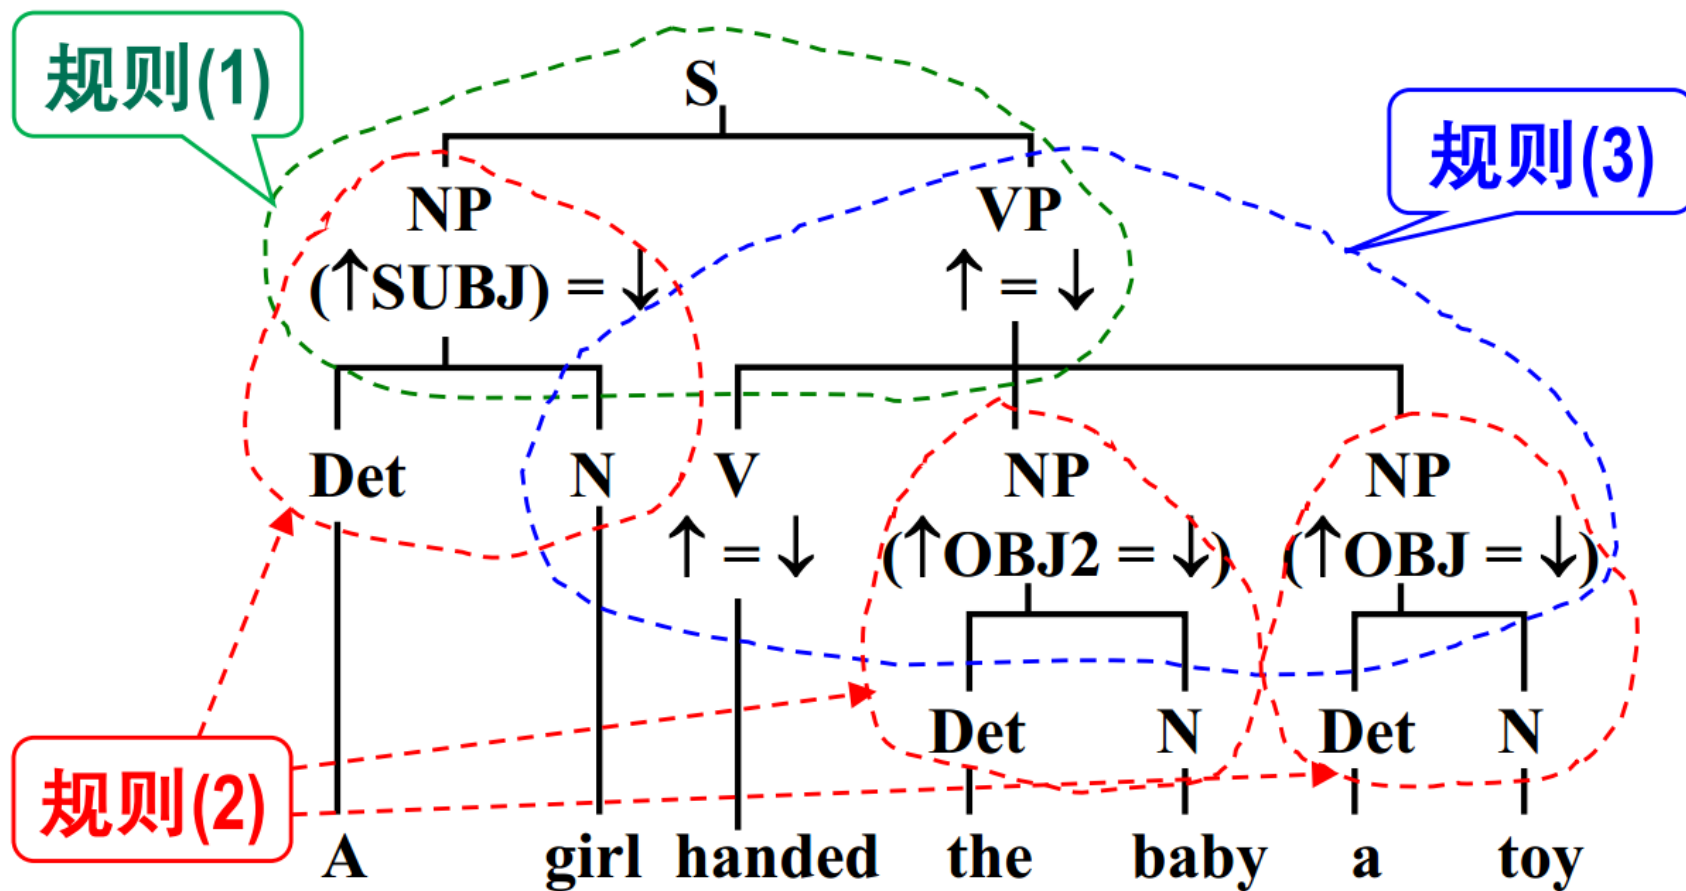 规则(1)
S
规则(3)
NP VP
(↑SUBJ) = ↓ ↑ = ↓
Det N V NP NP
↑ = ↓ (↑OBJ2 = ↓) (↑OBJ = ↓)
Det N Det N
规则(2)
A girl handed the baby a toy